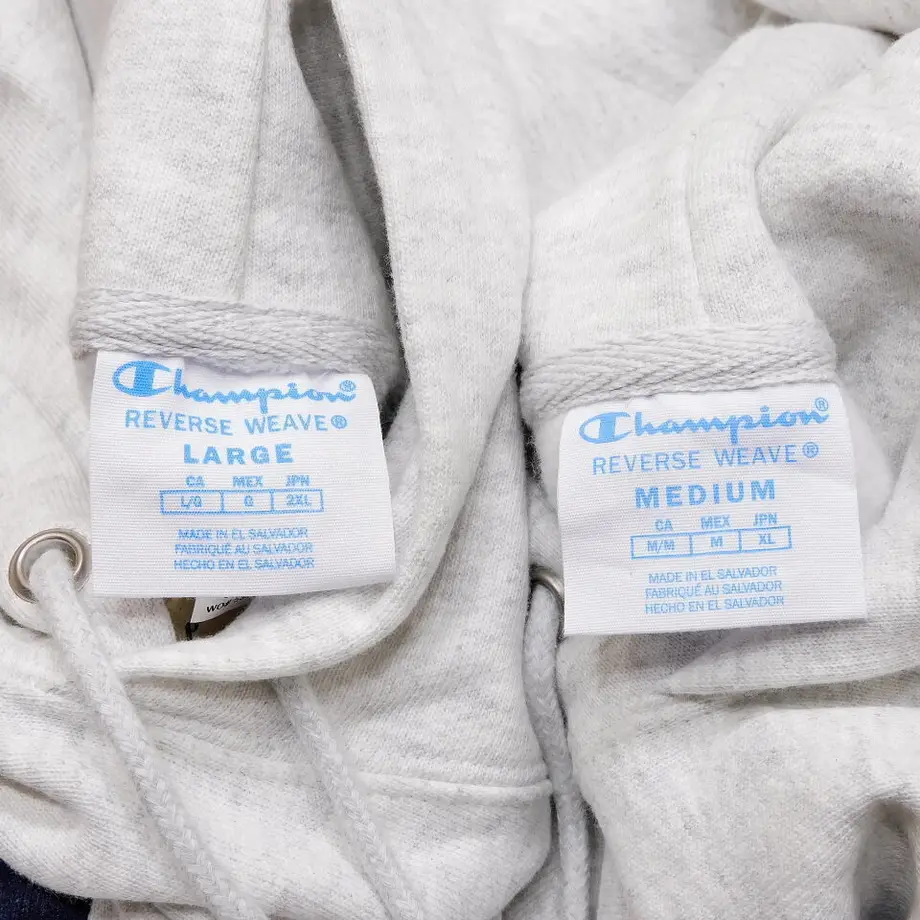 Champion®
REVERSE WEAVE®
LARGE
CA MEX JPN
L/G G 2XL
MADE IN EL SALVADOR
FABRIQUÉ AU SALVADOR
HECHO EN EL SALVADOR
Champion®
REVERSE WEAVE®
MEDIUM
CA MEX JPN
M/M M XL
MADE IN EL SALVADOR
FABRIQUÉ AU SALVADOR
HECHO EN EL SALVADOR